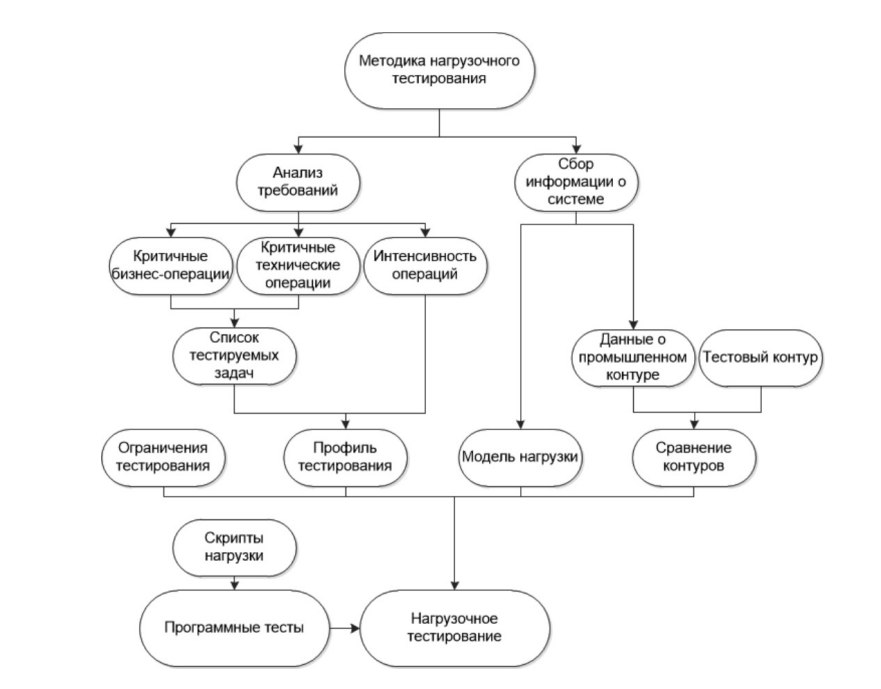 Методика нагрузочного
тестирования
Анализ
требований
Сбор
информации о
системе
Критичные
бизнес-операции
Критичные
технические
операции
Интенсивность
операций
Список
тестируемых
задач
Данные о
промышленном
контуре
Тестовый контур
Ограничения
тестирования
Профиль
тестирования
Модель нагрузки
Сравнение
контуров
Скрипты
нагрузки
Программные тесты
Нагрузочное
тестирование